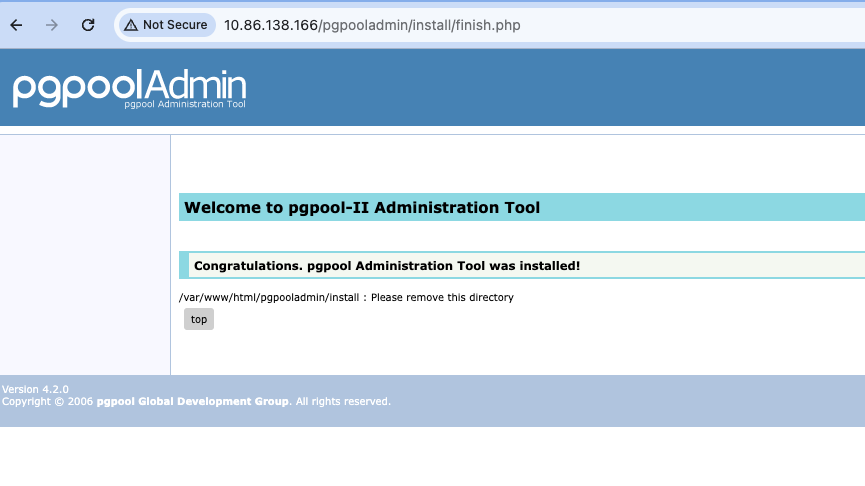 Not Secure 10.86.138.166/pgpooladmin/install/finish.php
pgpoolAdmin
pgpool Administration Tool
Welcome to pgpool-II Administration Tool
Congratulations. pgpool Administration Tool was installed!
/var/www/html/pgpooladmin/install : Please remove this directory
top
Version 4.2.0
Copyright © 2006 pgpool Global Development Group. All rights reserved.